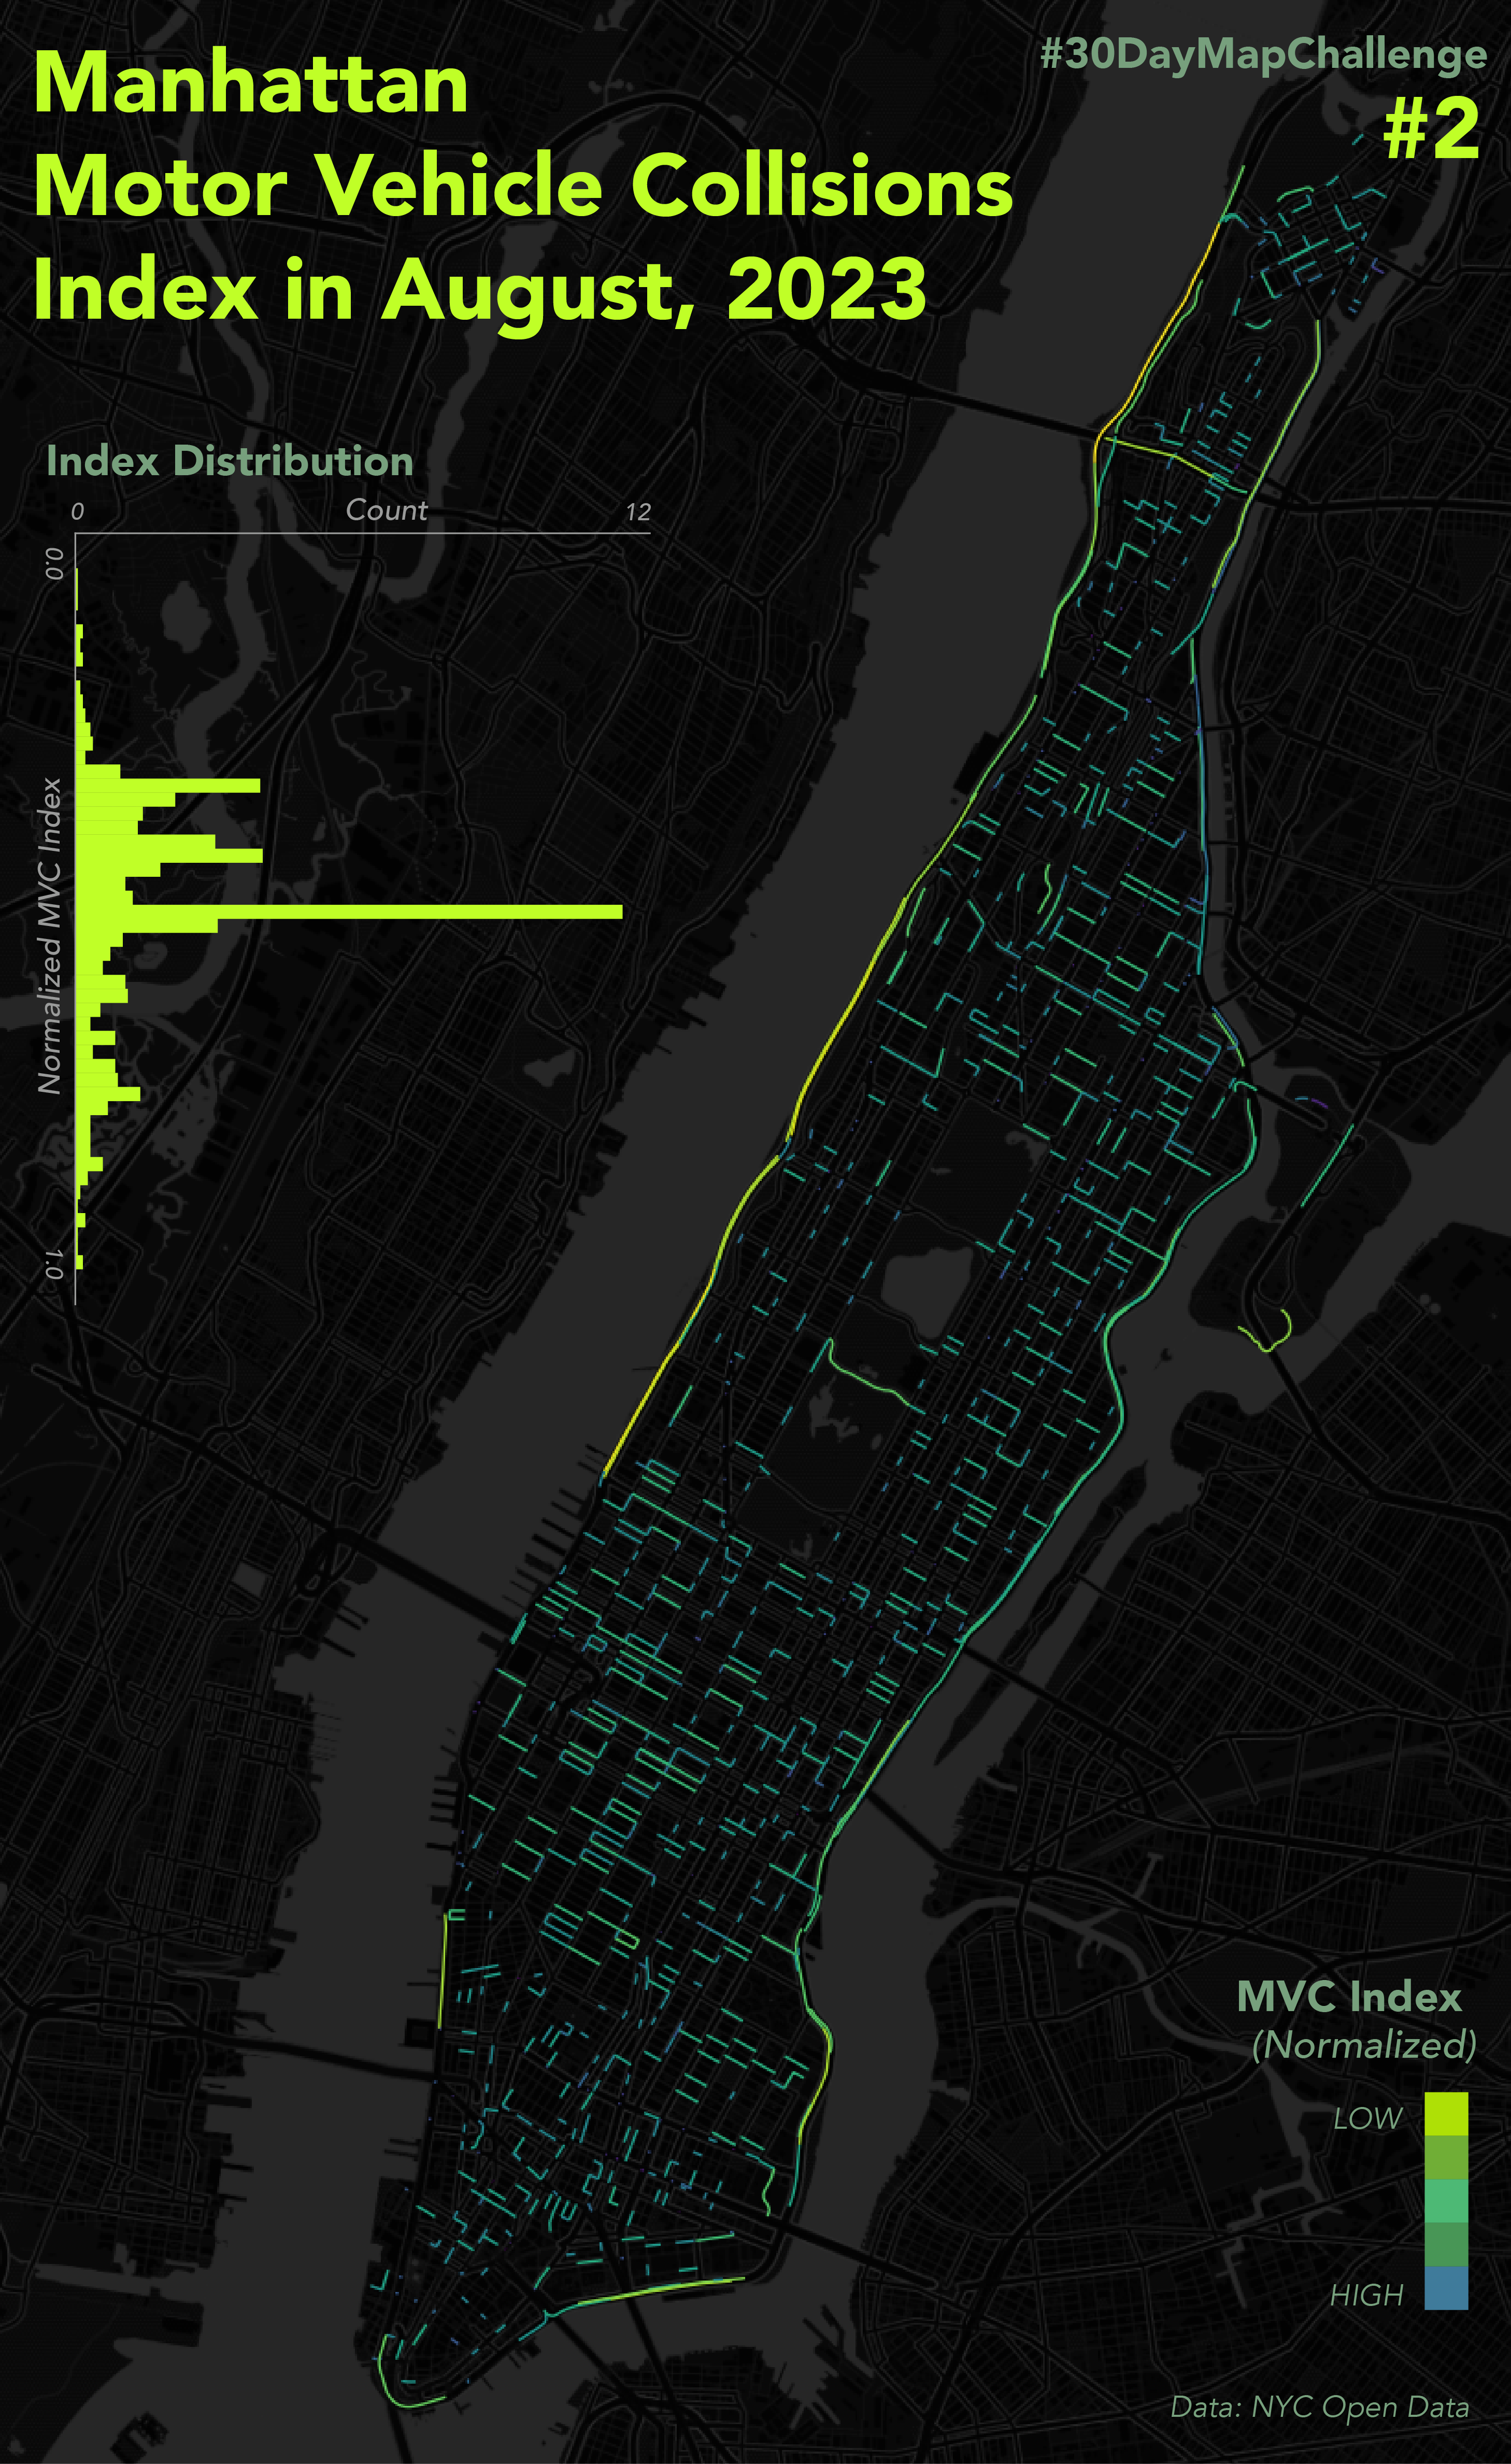 Manhattan
Motor Vehicle Collisions
Index in August, 2023
#30DayMapChallenge
#2
Index Distribution
0 Count 12
0.0
Normalized MVC Index
1.0
MVC Index
(Normalized)
LOW
HIGH
Data: NYC Open Data